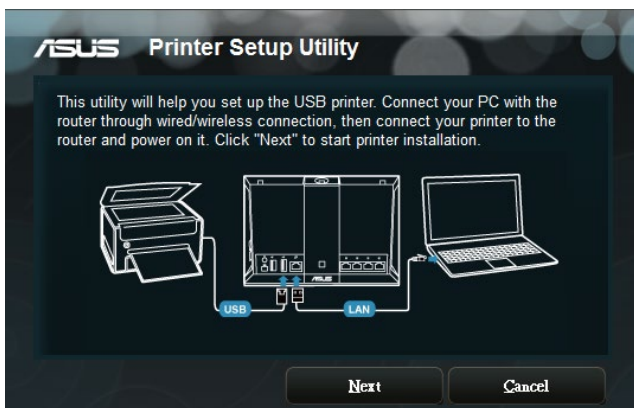 ASUS Printer Setup Utility
This utility will help you set up the USB printer. Connect your PC with the
router through wired/wireless connection, then connect your printer to the
router and power on it. Click "Next" to start printer installation.
ASUS
USB
LAN
Next
Cancel